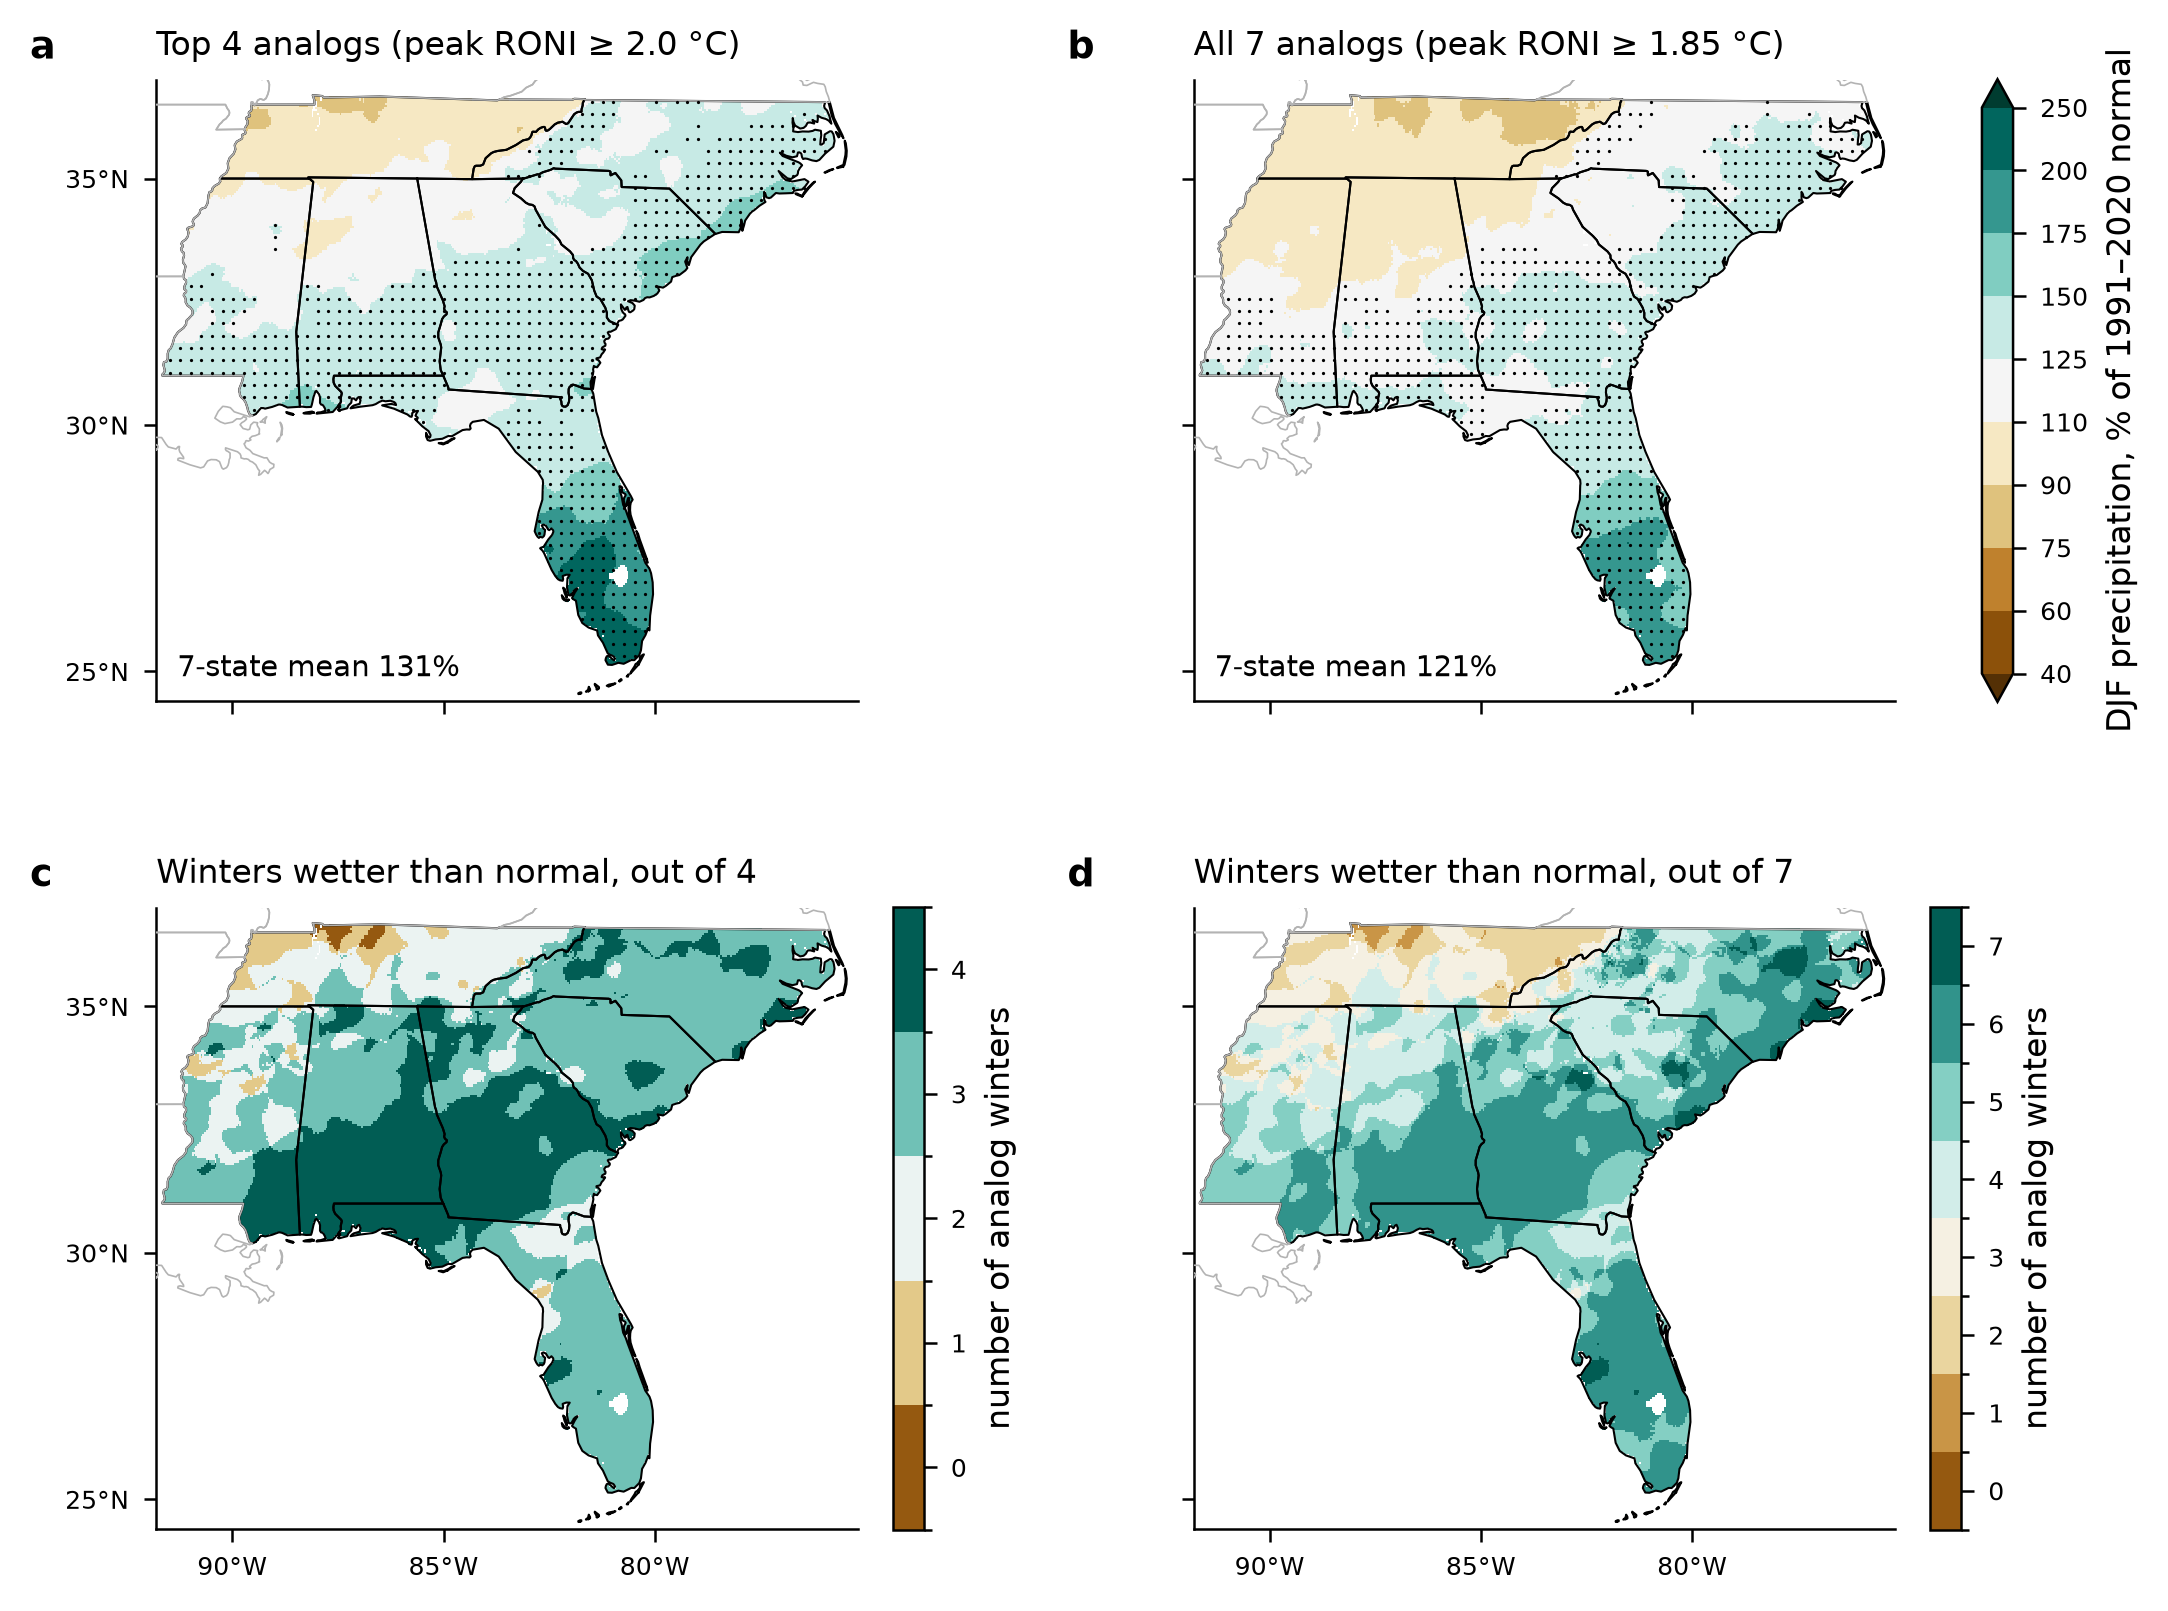 a
Top 4 analogs (peak RONI ≥ 2.0 °C)
35°N
30°N
25°N
7-state mean 131%
b
All 7 analogs (peak RONI ≥ 1.85 °C)
7-state mean 121%
250
200
175
150
125
110
90
75
60
40
DJF precipitation, % of 1991–2020 normal
c
Winters wetter than normal, out of 4
35°N
30°N
25°N
90°W
85°W
80°W
4
3
2
1
0
number of analog winters
d
Winters wetter than normal, out of 7
90°W
85°W
80°W
7
6
5
4
3
2
1
0
number of analog winters